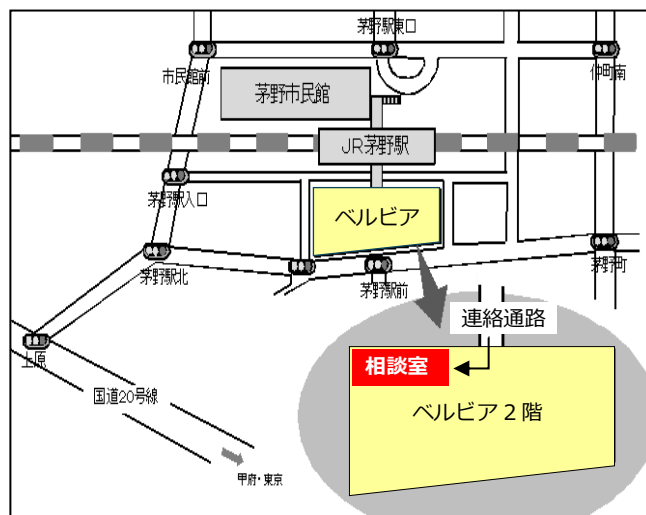 茅野駅東口
市民館前
仲町南
茅野市民館
JR茅野駅
茅野駅入口
ベルビア
茅野駅北
茅野駅前
茅野町
上原
連絡通路
相談室
ベルビア2階
国道20号線
甲府・東京